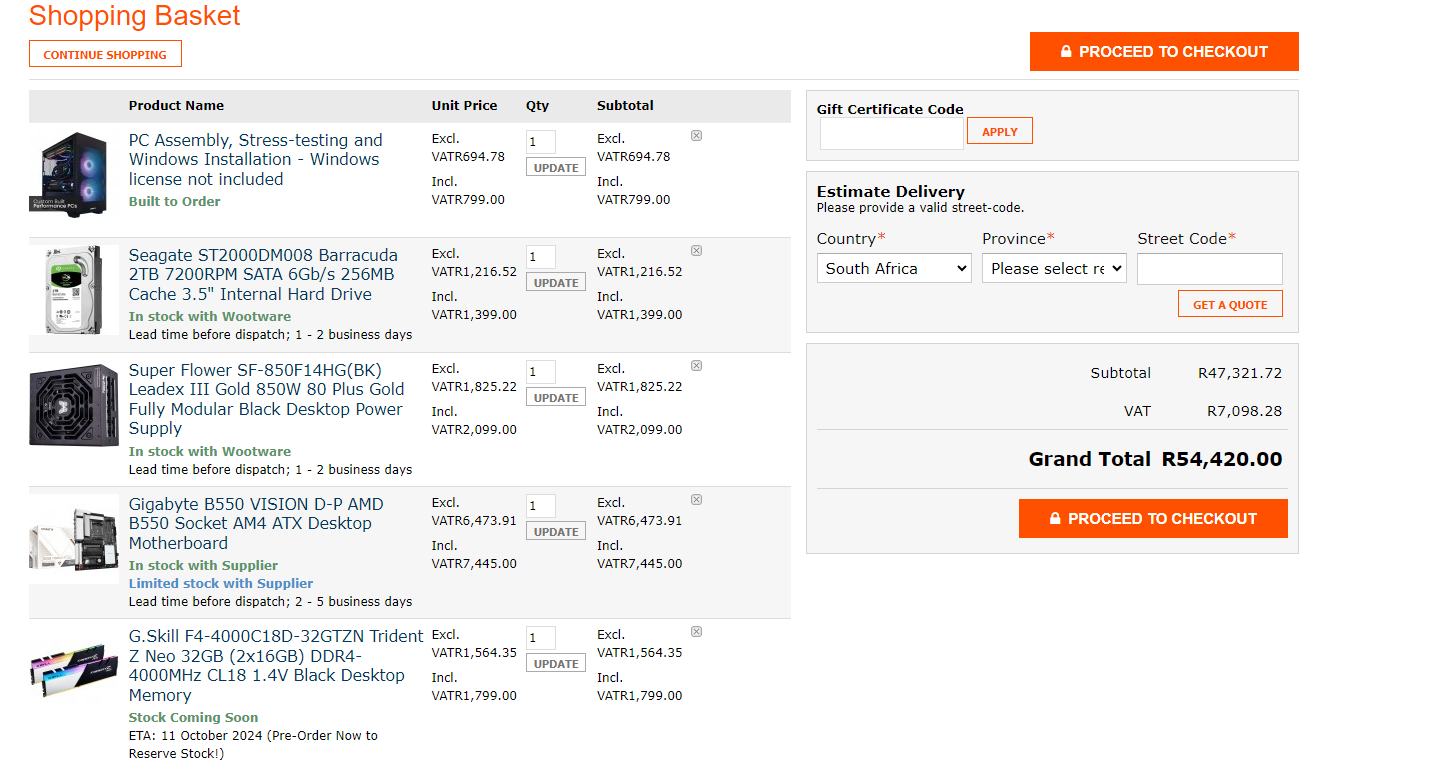 Shopping Basket
CONTINUE SHOPPING
PROCEED TO CHECKOUT
Product Name Unit Price Qty Subtotal
Custom Built
Performance PCs
PC Assembly, Stress-testing and
Windows Installation - Windows
license not included
Built to Order
Excl.
VATR694.78
Incl.
VATR799.00
1
UPDATE
Excl.
VATR694.78
Incl.
VATR799.00
Seagate ST2000DM008 Barracuda
2TB 7200RPM SATA 6Gb/s 256MB
Cache 3.5" Internal Hard Drive
In stock with Wootware
Lead time before dispatch; 1 - 2 business days
Excl.
VATR1,216.52
Incl.
VATR1,399.00
1
UPDATE
Excl.
VATR1,216.52
Incl.
VATR1,399.00
Super Flower SF-850F14HG(BK)
Leadex III Gold 850W 80 Plus Gold
Fully Modular Black Desktop Power
Supply
In stock with Wootware
Lead time before dispatch; 1 - 2 business days
Excl.
VATR1,825.22
Incl.
VATR2,099.00
1
UPDATE
Excl.
VATR1,825.22
Incl.
VATR2,099.00
Gigabyte B550 VISION D-P AMD
B550 Socket AM4 ATX Desktop
Motherboard
In stock with Supplier
Limited stock with Supplier
Lead time before dispatch; 2 - 5 business days
Excl.
VATR6,473.91
Incl.
VATR7,445.00
1
UPDATE
Excl.
VATR6,473.91
Incl.
VATR7,445.00
G.Skill F4-4000C18D-32GTZN Trident
Z Neo 32GB (2x16GB) DDR4-
4000MHz CL18 1.4V Black Desktop
Memory
Stock Coming Soon
ETA: 11 October 2024 (Pre-Order Now to
Reserve Stock!)
Excl.
VATR1,564.35
Incl.
VATR1,799.00
1
UPDATE
Excl.
VATR1,564.35
Incl.
VATR1,799.00
Gift Certificate Code
APPLY
Estimate Delivery
Please provide a valid street-code.
Country* Province* Street Code*
South Africa Please select re
GET A QUOTE
Subtotal R47,321.72
VAT R7,098.28
Grand Total R54,420.00
PROCEED TO CHECKOUT